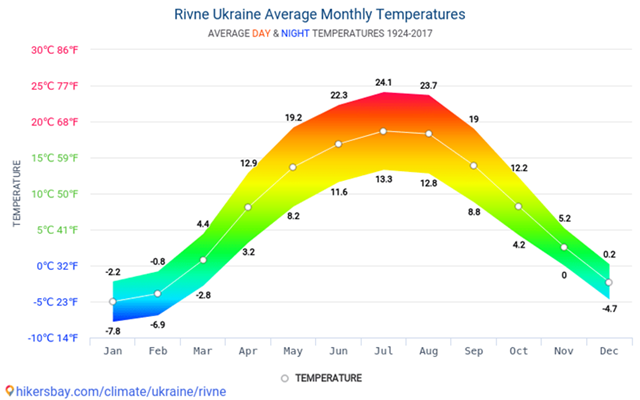 Rivne Ukraine Average Monthly Temperatures
AVERAGE DAY & NIGHT TEMPERATURES 1924-2017
30°C 86°F
25°C 77°F
20°C 68°F
15°C 59°F
10°C 50°F
5°C 41°F
0°C 32°F
-5°C 23°F
-10°C 14°F
TEMPERATURE
-2.2
-0.8
4.4
12.9
19.2
22.3
24.1
23.7
19
12.2
5.2
0.2
-7.8
-6.9
-2.8
3.2
8.2
11.6
13.3
12.8
8.8
4.2
0
-4.7
Jan Feb Mar Apr May Jun Jul Aug Sep Oct Nov Dec
TEMPERATURE
hikersbay.com/climate/ukraine/rivne